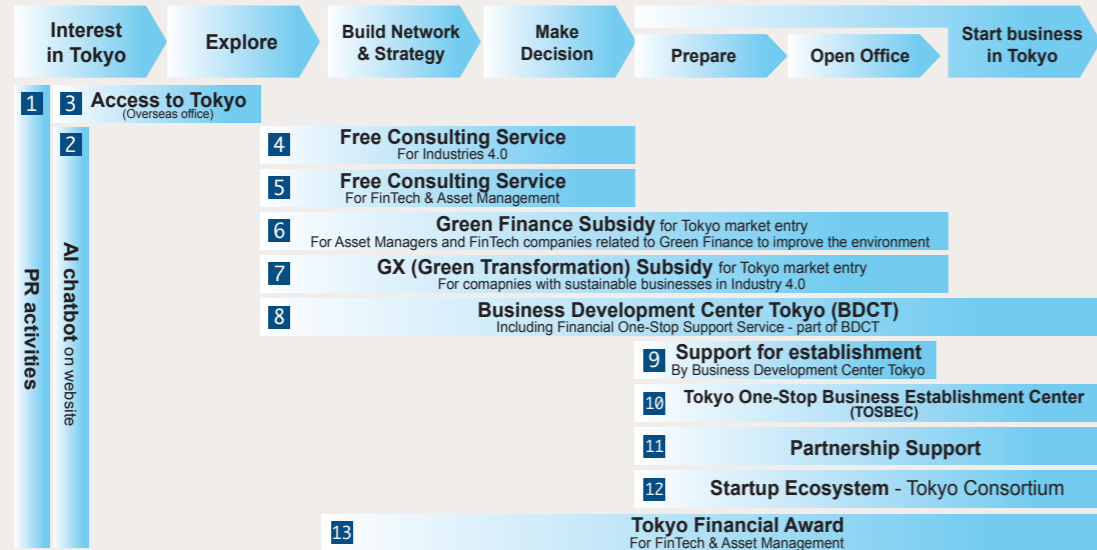 Interest
in Tokyo
Explore
Build Network
& Strategy
Make
Decision
Prepare
Open Office
Start business
in Tokyo
1
PR activities
3 Access to Tokyo
(Overseas office)
2
AI chatbot on website
4 Free Consulting Service
For Industries 4.0
5 Free Consulting Service
For FinTech & Asset Management
6 Green Finance Subsidy for Tokyo market entry
For Asset Managers and FinTech companies related to Green Finance to improve the environment
7 GX (Green Transformation) Subsidy for Tokyo market entry
For comapnies with sustainable businesses in Industry 4.0
8 Business Development Center Tokyo (BDCT)
Including Financial One-Stop Support Service - part of BDCT
9 Support for establishment
By Business Development Center Tokyo
10 Tokyo One-Stop Business Establishment Center
(TOSBEC)
11 Partnership Support
12 Startup Ecosystem - Tokyo Consortium
13 Tokyo Financial Award
For FinTech & Asset Management